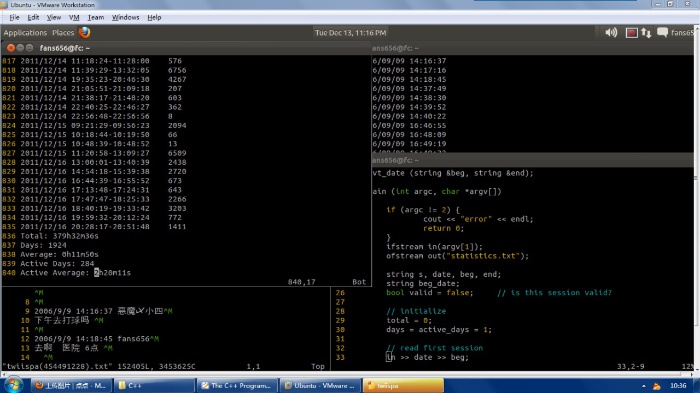 Ubuntu - VMware Workstation
File Edit View VM Team Windows Help
Applications Places Tue Dec 13, 11:16 PM fans65
fans656@fc: ~
817 2011/12/14 11:18:24-11:28:00 576
818 2011/12/14 11:39:29-13:32:05 6756
819 2011/12/14 19:35:23-20:46:30 4267
820 2011/12/14 21:05:51-21:09:18 207
821 2011/12/14 21:38:17-21:48:20 603
822 2011/12/14 22:40:25-22:46:27 362
823 2011/12/14 22:56:48-22:56:56 8
824 2011/12/15 09:21:29-09:56:23 2094
825 2011/12/15 10:18:44-10:19:50 66
826 2011/12/15 10:48:39-10:48:52 13
827 2011/12/15 11:20:58-13:09:27 6509
828 2011/12/16 13:00:01-13:40:39 2438
829 2011/12/16 14:54:18-15:39:38 2720
830 2011/12/16 16:44:39-16:55:52 673
831 2011/12/16 17:13:48-17:24:31 643
832 2011/12/16 17:47:47-18:25:33 2266
833 2011/12/16 18:40:19-19:33:42 3203
834 2011/12/16 19:59:32-20:12:24 772
835 2011/12/16 20:28:17-20:51:48 1411
836 Total: 379h32m36s
837 Days: 1924
838 Average: 0h11m50s
839 Active Days: 284
840 Active Average: 2h20m11s
840,17 Bot
ans656@fc: ~
6/09/09 14:16:37
6/09/09 14:17:16
6/09/09 14:18:45
6/09/09 14:37:49
6/09/09 14:38:30
6/09/09 14:39:52
6/09/09 14:40:22
6/09/09 16:46:55
6/09/09 16:48:09
6/09/09 16:49:19
ans656@fc: ~
vt_date (string &beg, string &end);
ain (int argc, char *argv[])
if (argc != 2) {
cout << "error" << endl;
return 0;
}
ifstream in(argv[1]);
ofstream out("statistics.txt");
string s, date, beg, end;
string beg_date;
26 bool valid = false; // is this session valid?
27
28 // initialize
29 total = 0;
30 days = active_days = 1;
31
32 // read first session
33 in >> date >> beg;
33,2-9 11%
^M
8 ^M
9 2006/9/9 14:16:37 恶魔乄小四^M
10 下午去打球吗 ^M
11 ^M
12 2006/9/9 14:18:45 fans656^M
13 去啊 医院 6点 ^M
14 ^M
"twiispa(454491228).txt" 152405L, 3453625C 1,1 Top
上传图片 | 点点 - M...
C++
The C++ Program...
Ubuntu - VMware ...
twiispa
10:36